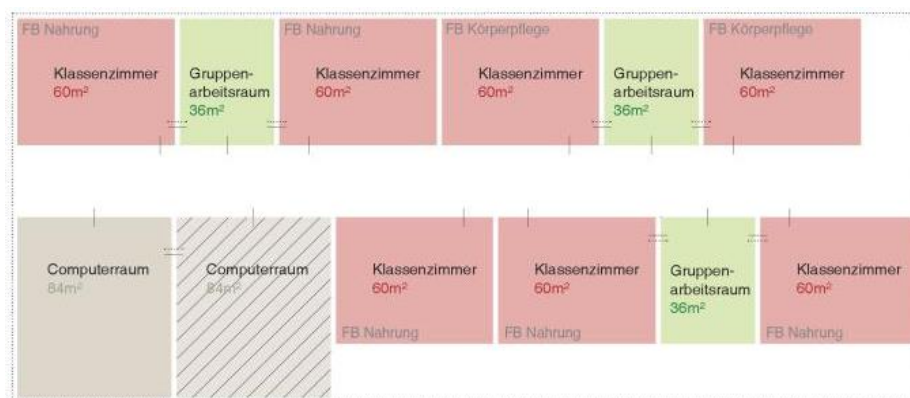 FB Nahrung
Klassenzimmer
60m²
Gruppen-
arbeitsraum
36m²
FB Nahrung
Klassenzimmer
60m²
FB Körperpflege
Klassenzimmer
60m²
Gruppen-
arbeitsraum
36m²
FB Körperpflege
Klassenzimmer
60m²
Computerraum
84m²
Computerraum
84m²
Klassenzimmer
60m²
FB Nahrung
Klassenzimmer
60m²
FB Nahrung
Gruppen-
arbeitsraum
36m²
Klassenzimmer
60m²
FB Nahrung